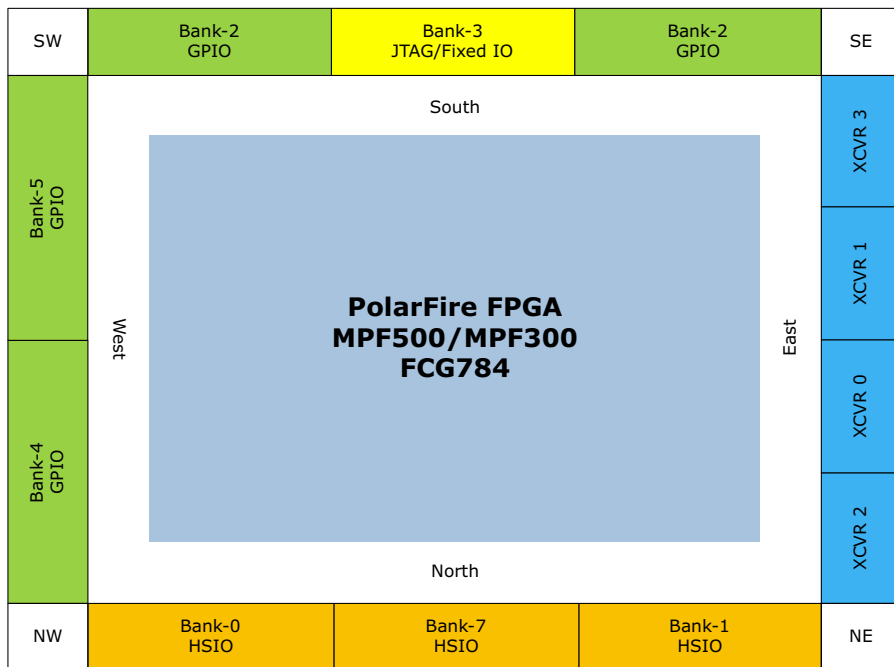 SW
Bank-2
GPIO
Bank-3
JTAG/Fixed IO
Bank-2
GPIO
SE
South
Bank-5
GPIO
XCVR 3
XCVR 1
PolarFire FPGA
MPF500/MPF300
FCG784
West
East
Bank-4
GPIO
XCVR 0
XCVR 2
North
NW
Bank-0
HSIO
Bank-7
HSIO
Bank-1
HSIO
NE